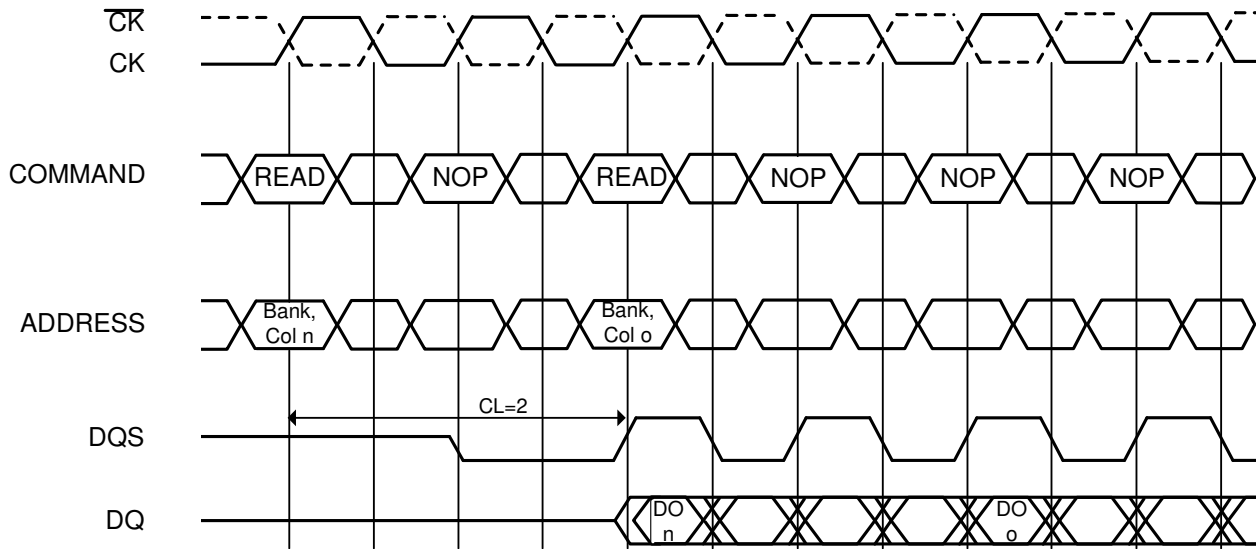 CK
CK
COMMAND
READ NOP READ NOP NOP NOP
ADDRESS
Bank,
Col n
Bank,
Col o
CL=2
DQS
DQ
DO
n
DO
o